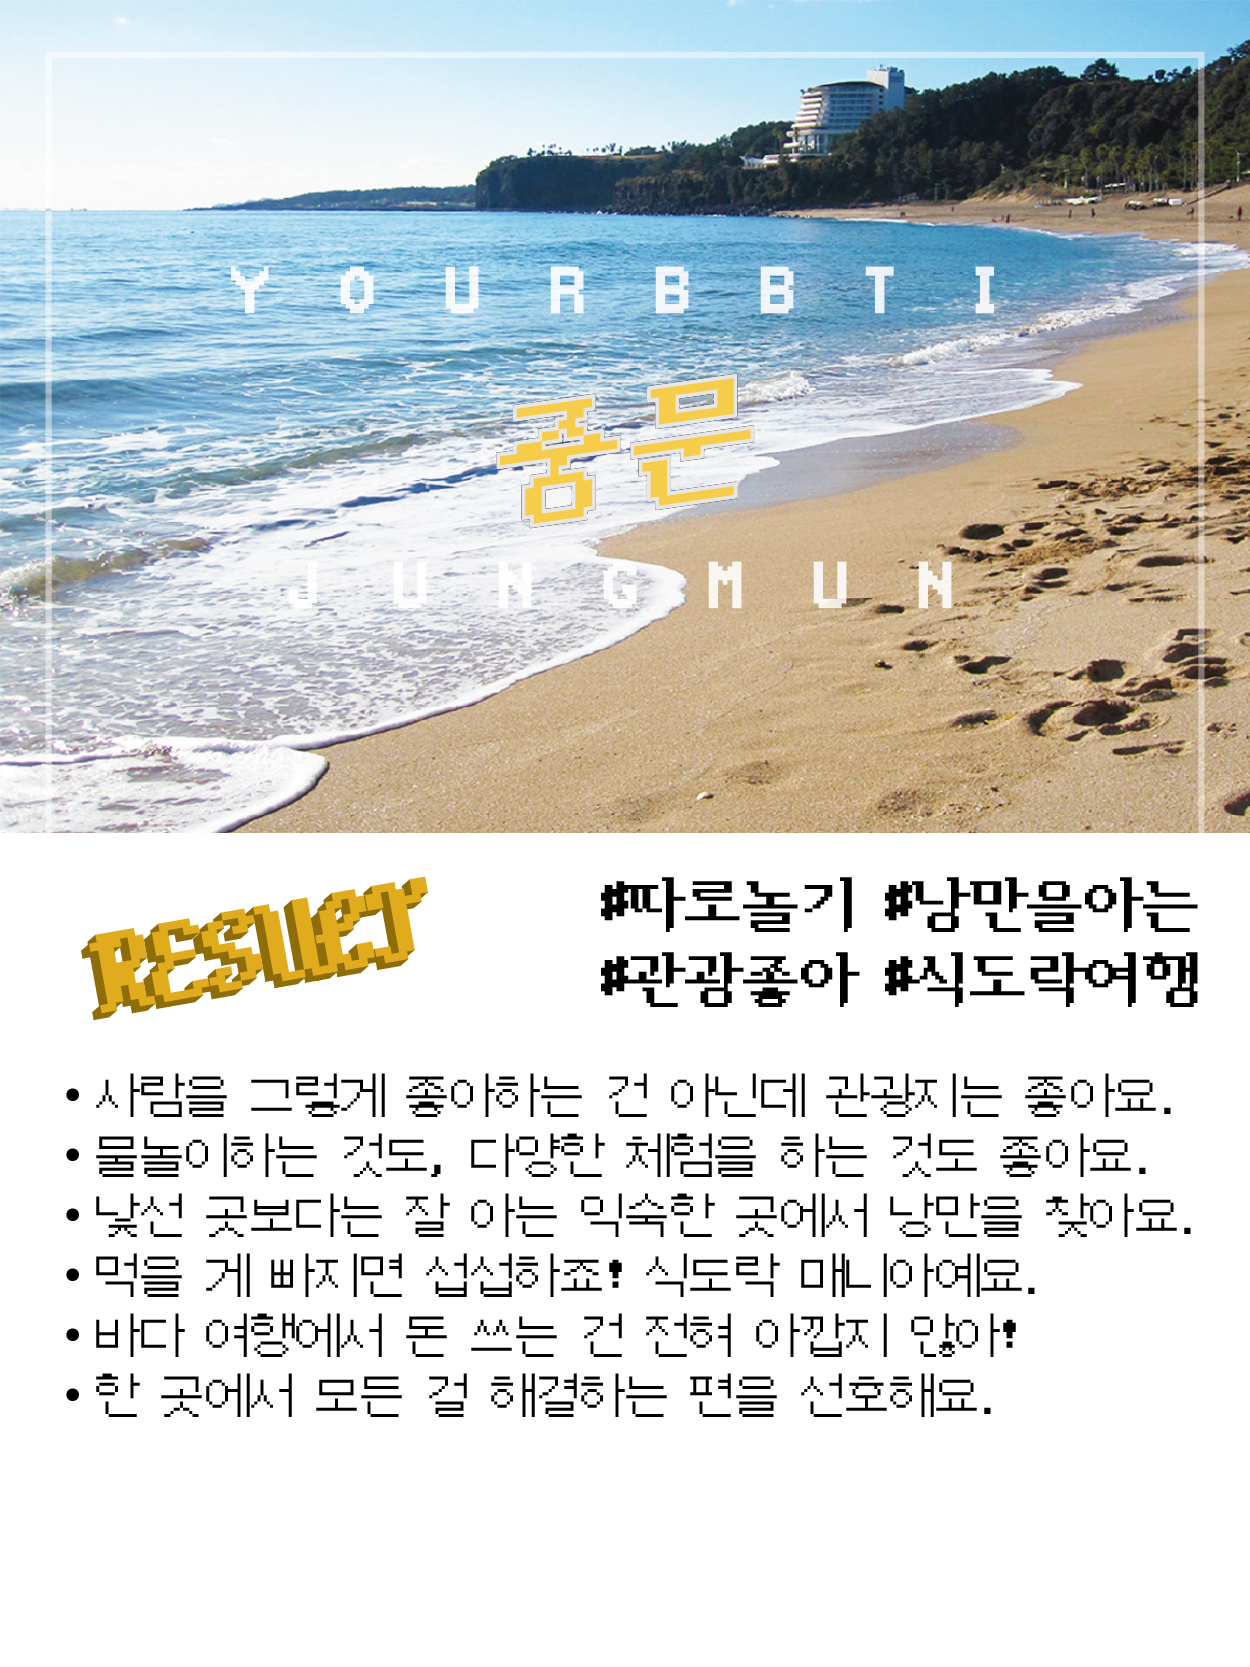 YOURBBTI
중문
JUNGMUN
RESULT
#따로놀기 #낭만을아는
#관광좋아 #식도락여행
• 사람을 그렇게 좋아하는 건 아닌데 관광지는 좋아요.
• 물놀이하는 것도, 다양한 체험을 하는 것도 좋아요.
• 낯선 곳보다는 잘 아는 익숙한 곳에서 낭만을 찾아요.
• 먹을 게 빠지면 섭섭하죠! 식도락 매니아예요.
• 바다 여행에서 돈 쓰는 건 전혀 아깝지 않아!
• 한 곳에서 모든 걸 해결하는 편을 선호해요.